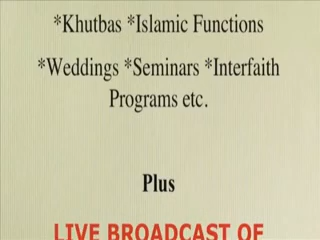 *Khutbas *Islamic Functions
*Weddings *Seminars *Interfaith
Programs etc.
Plus
LIVE BROADCAST OF